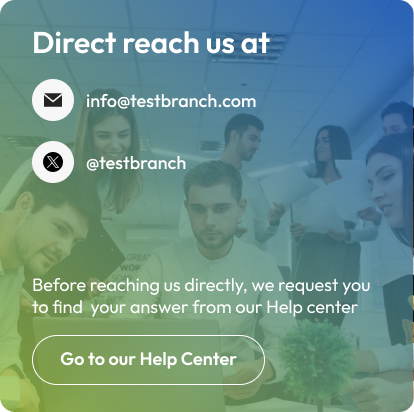 Direct reach us at
info@testbranch.com
@testbranch
Before reaching us directly, we request you
to find  your answer from our Help center
Go to our Help Center